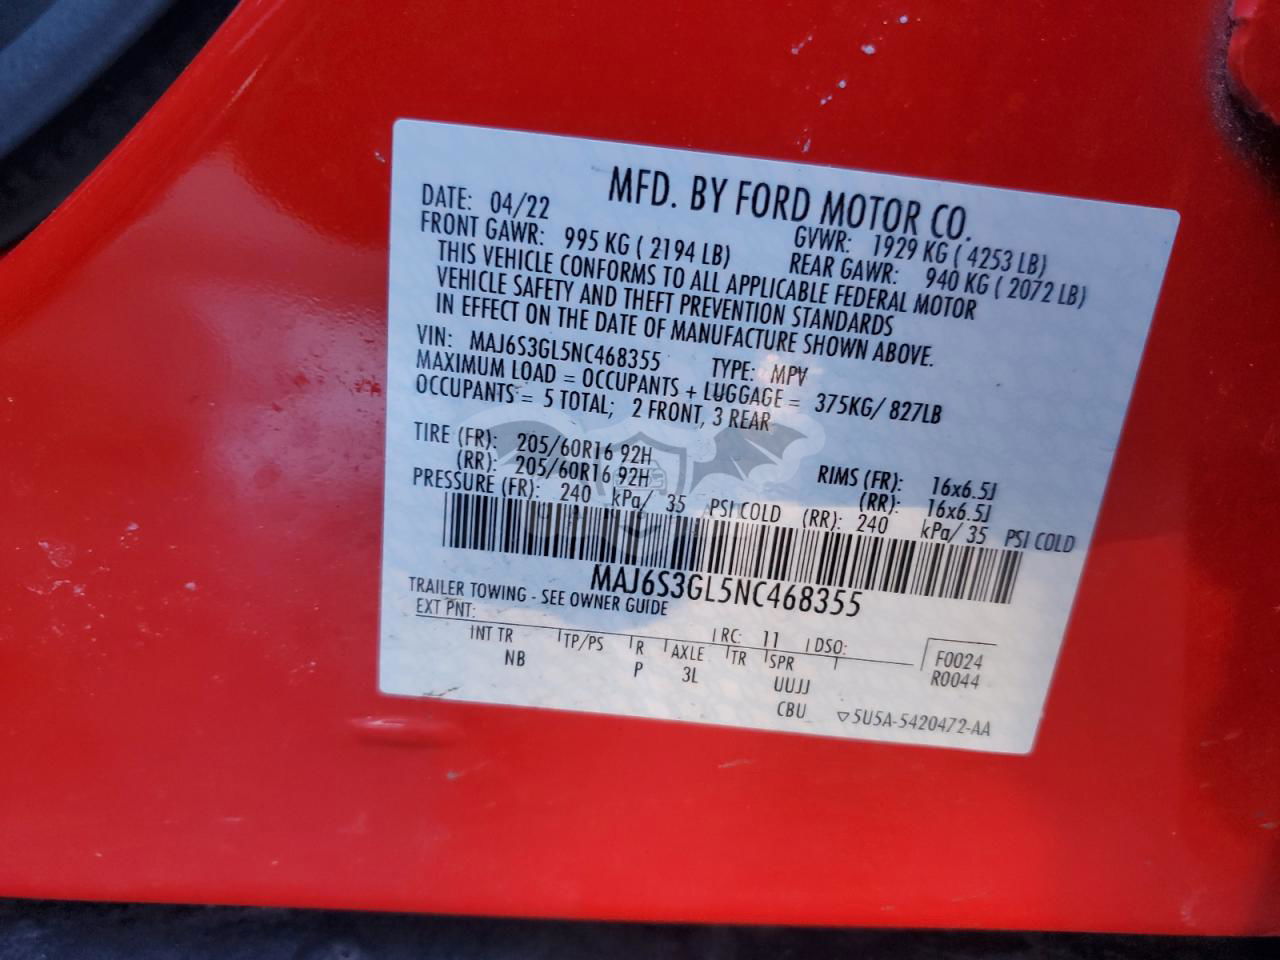 MFD. BY FORD MOTOR CO.
DATE: 04/22 GVWR: 1929 KG ( 4253 LB)
FRONT GAWR: 995 KG ( 2194 LB) REAR GAWR: 940 KG ( 2072 LB)
THIS VEHICLE CONFORMS TO ALL APPLICABLE FEDERAL MOTOR
VEHICLE SAFETY AND THEFT PREVENTION STANDARDS
IN EFFECT ON THE DATE OF MANUFACTURE SHOWN ABOVE.
VIN: MAJ6S3GL5NC468355 TYPE: MPV
MAXIMUM LOAD = OCCUPANTS + LUGGAGE = 375KG/ 827LB
OCCUPANTS = 5 TOTAL; 2 FRONT, 3 REAR
TIRE (FR): 205/60R16 92H RIMS (FR): 16x6.5J
(RR): 205/60R16 92H (RR): 16x6.5J
PRESSURE (FR): 240 kPa/ 35 PSI COLD (RR): 240 kPa/ 35 PSI COLD
MAJ6S3GL5NC468355
TRAILER TOWING - SEE OWNER GUIDE
EXT PNT: RC: 11 DSO: F0024
INT TR TP/PS R AXLE TR SPR R0044
NB P 3L UUJJ
CBU ▽5U5A-5420472-AA